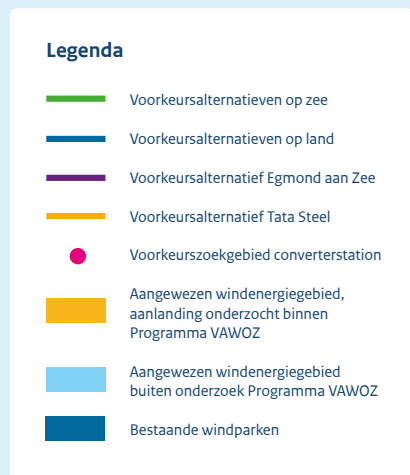 Legenda
Voorkeursalternatieven op zee
Voorkeursalternatieven op land
Voorkeursalternatief Egmond aan Zee
Voorkeursalternatief Tata Steel
Voorkeurszoekgebied converterstation
Aangewezen windenergiegebied,
aanlanding onderzocht binnen
Programma VAWOZ
Aangewezen windenergiegebied
buiten onderzoek Programma VAWOZ
Bestaande windparken